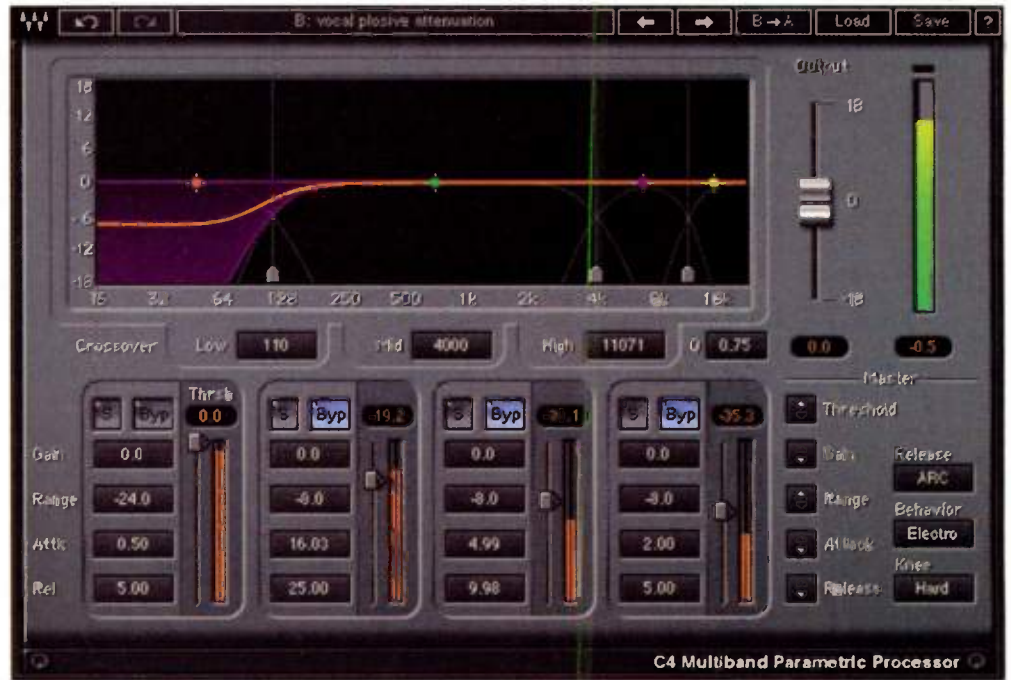 B: vocal plosive attenuation B→A Load Save ?
Output
18
12
6
0
-6
-12
-18
16 64 128 250 500 1k 2k 4k 8k 16k
18
0
-18
Crossover Low 110 Mid 4000 High 11071 Q 0.75 0.0 -0.5
Master
Thrsh
S Byp 0.0 S Byp S Byp S Byp -35.3
Threshold
Gain 0.0 0.0 0.0 0.0 Gain
Release
ARC
Range -24.0 -8.0 -8.0 -8.0 Range
Behavior
Electro
Attk 0.50 16.03 4.99 2.00 Attack
Knee
Hard
Rel 5.00 25.00 9.98 5.00 Release
C4 Multiband Parametric Processor